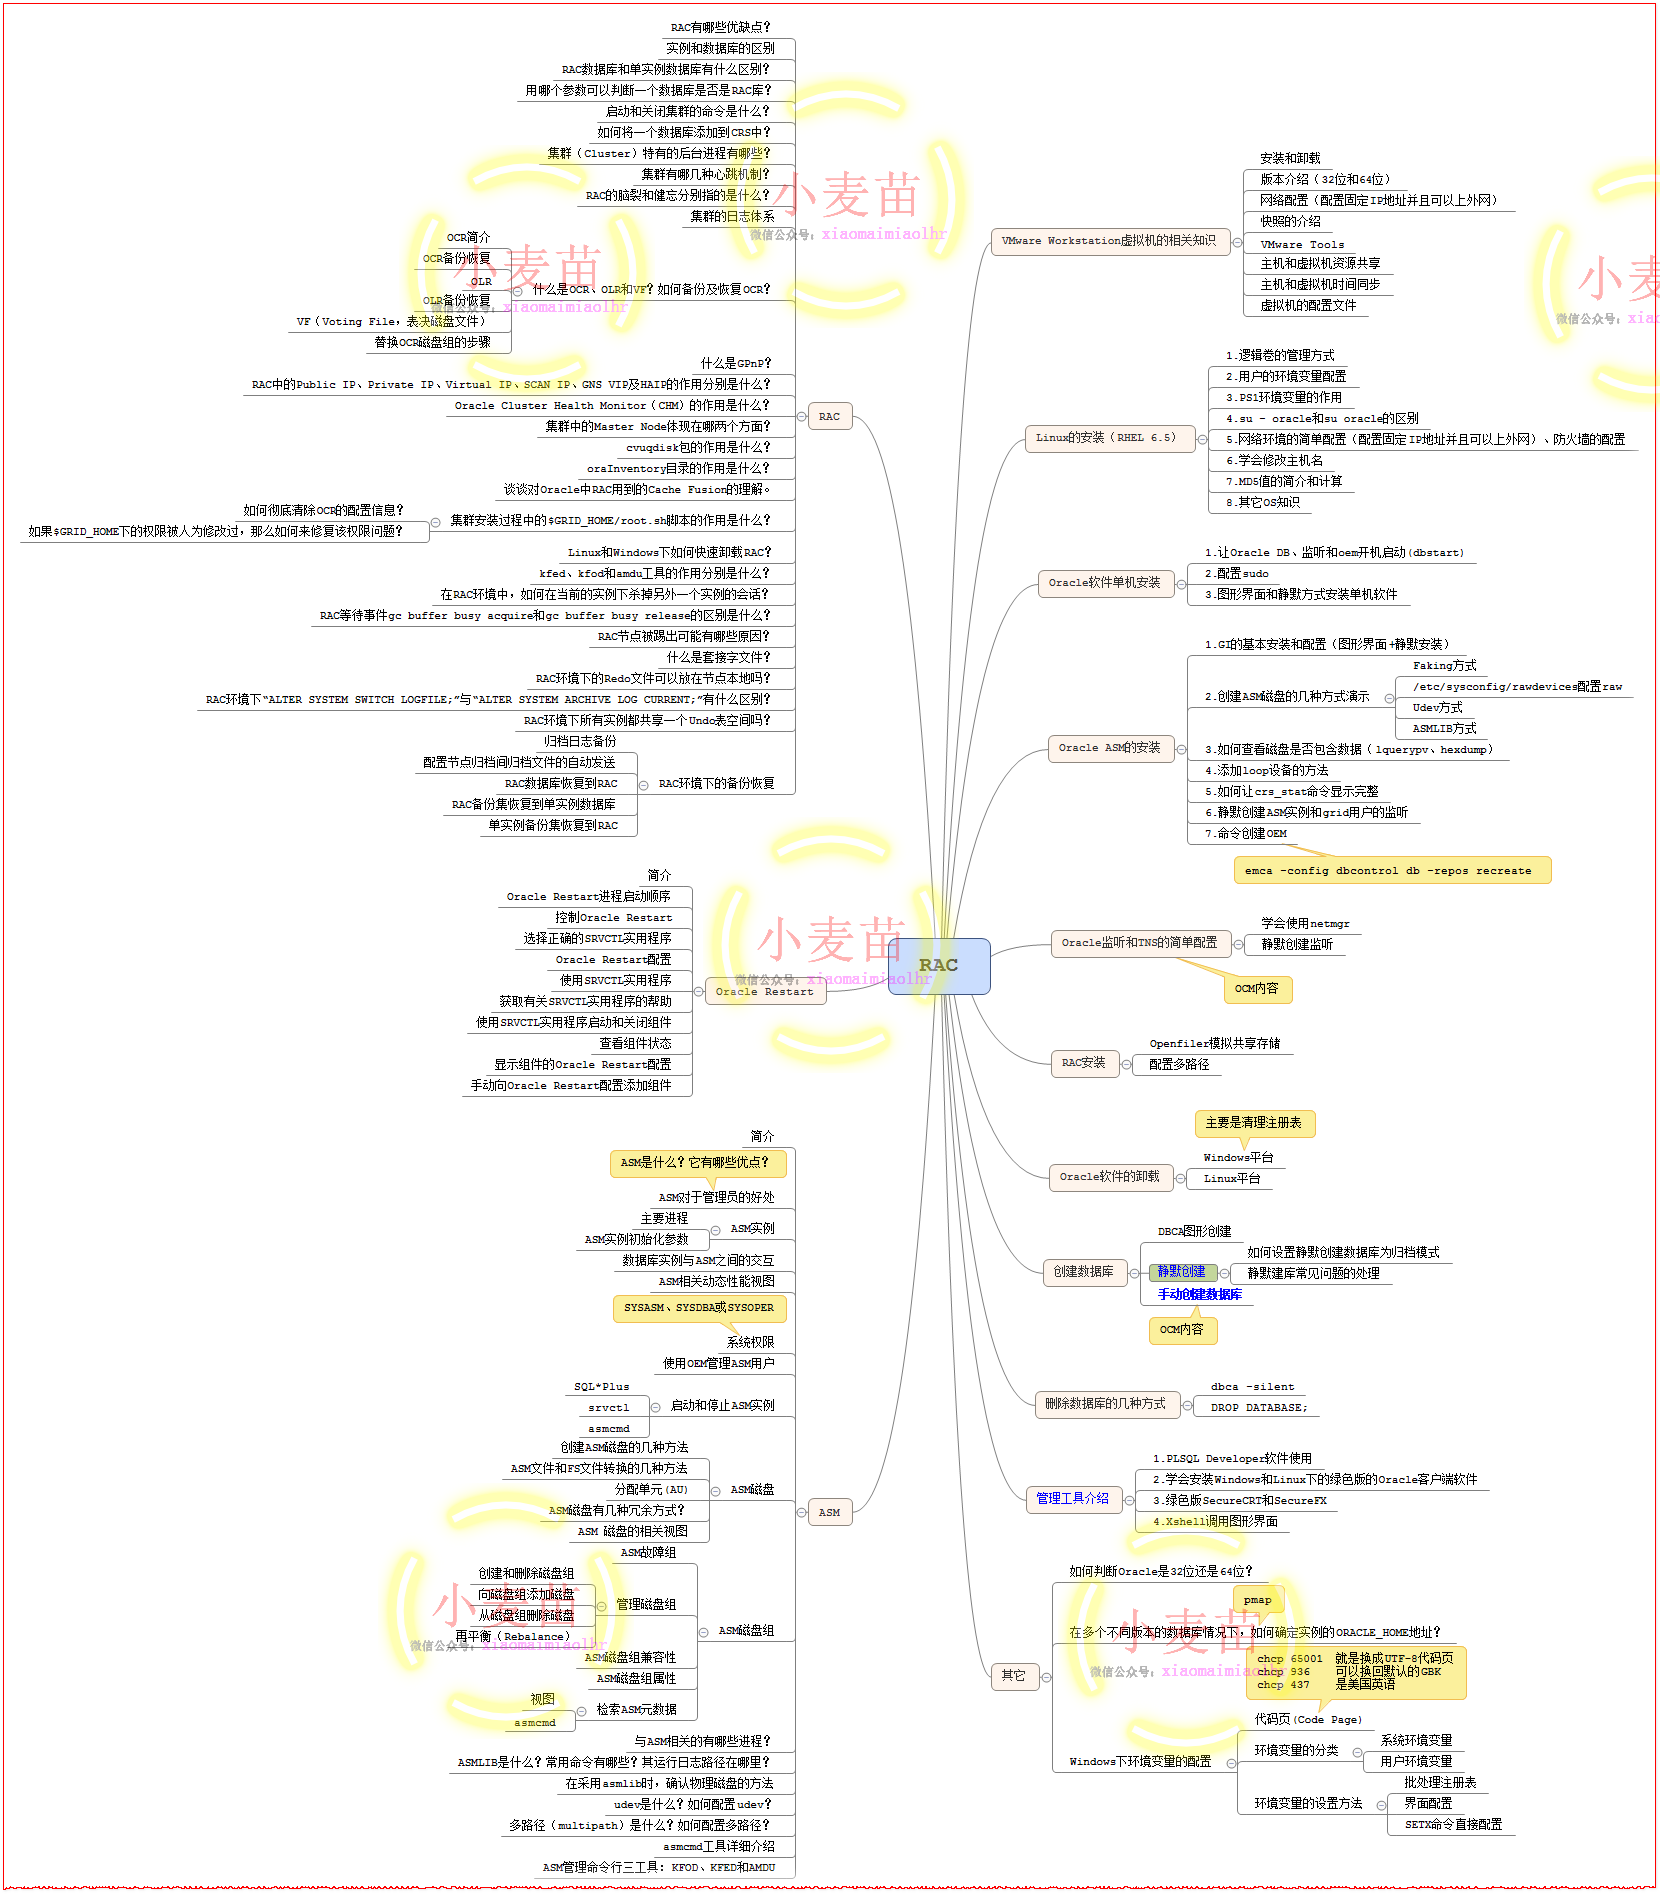 RAC有哪些优缺点?
实例和数据库的区别
RAC数据库和单实例数据库有什么区别?
用哪个参数可以判断一个数据库是否是RAC库?
启动和关闭集群的命令是什么?
如何将一个数据库添加到CRS中?
集群（Cluster）特有的后台进程有哪些?
集群有哪几种心跳机制?
RAC的脑裂和健忘分别指的是什么?
集群的日志体系
OCR简介
OCR备份恢复
OLR
OLR备份恢复
VF（Voting File，表决磁盘文件）
替换OCR磁盘组的步骤
什么是OCR、OLR和VF? 如何备份及恢复OCR?
什么是GPnP?
RAC中的Public IP、Private IP、Virtual IP、SCAN IP、GNS VIP及HAIP的作用分别是什么?
Oracle Cluster Health Monitor（CHM）的作用是什么?
集群中的Master Node体现在哪两个方面?
cvuqdisk包的作用是什么?
oraInventory目录的作用是什么?
谈谈对Oracle中RAC用到的Cache Fusion的理解。
如何彻底清除OCR的配置信息?
如果$GRID_HOME下的权限被人为修改过，那么如何来修复该权限问题?
集群安装过程中的$GRID_HOME/root.sh脚本的作用是什么?
Linux和Windows下如何快速卸载RAC?
kfed、kfod和amdu工具的作用分别是什么?
在RAC环境中，如何在当前的实例下杀掉另外一个实例的会话?
RAC等待事件gc buffer busy acquire和gc buffer busy release的区别是什么?
RAC节点被踢出可能有哪些原因?
什么是套接字文件?
RAC环境下的Redo文件可以放在节点本地吗?
RAC环境下“ALTER SYSTEM SWITCH LOGFILE;”与“ALTER SYSTEM ARCHIVE LOG CURRENT;”有什么区别?
RAC环境下所有实例都共享一个Undo表空间吗?
归档日志备份
配置节点归档间归档文件的自动发送
RAC数据库恢复到RAC
RAC备份集恢复到单实例数据库
单实例备份集恢复到RAC
RAC环境下的备份恢复
RAC
简介
Oracle Restart进程启动顺序
控制Oracle Restart
选择正确的SRVCTL实用程序
Oracle Restart配置
使用SRVCTL实用程序
获取有关SRVCTL实用程序的帮助
使用SRVCTL实用程序启动和关闭组件
查看组件状态
显示组件的Oracle Restart配置
手动向Oracle Restart配置添加组件
Oracle Restart
简介
ASM是什么? 它有哪些优点?
ASM对于管理员的好处
主要进程
ASM实例初始化参数
ASM实例
数据库实例与ASM之间的交互
ASM相关动态性能视图
SYSASM、SYSDBA或SYSOPER
系统权限
使用OEM管理ASM用户
SQL*Plus
srvctl
asmcmd
启动和停止ASM实例
创建ASM磁盘的几种方法
ASM文件和FS文件转换的几种方法
分配单元(AU)
ASM磁盘有几种冗余方式?
ASM 磁盘的相关视图
ASM磁盘
ASM故障组
创建和删除磁盘组
向磁盘组添加磁盘
从磁盘组删除磁盘
再平衡（Rebalance）
管理磁盘组
ASM磁盘组兼容性
ASM磁盘组属性
视图
asmcmd
检索ASM元数据
ASM磁盘组
与ASM相关的有哪些进程?
ASMLIB是什么? 常用命令有哪些? 其运行日志路径在哪里?
在采用asmlib时，确认物理磁盘的方法
udev是什么? 如何配置udev?
多路径（multipath）是什么? 如何配置多路径?
asmcmd工具详细介绍
ASM管理命令行三工具: KFOD、KFED和AMDU
ASM
RAC
VMware Workstation虚拟机的相关知识
安装和卸载
版本介绍（32位和64位）
网络配置（配置固定IP地址并且可以上外网）
快照的介绍
VMware Tools
主机和虚拟机资源共享
主机和虚拟机时间同步
虚拟机的配置文件
Linux的安装（RHEL 6.5）
1.逻辑卷的管理方式
2.用户的环境变量配置
3.PS1环境变量的作用
4.su - oracle和su oracle的区别
5.网络环境的简单配置（配置固定IP地址并且可以上外网）、防火墙的配置
6.学会修改主机名
7.MD5值的简介和计算
8.其它OS知识
Oracle软件单机安装
1.让Oracle DB、监听和oem开机启动(dbstart)
2.配置sudo
3.图形界面和静默方式安装单机软件
Oracle ASM的安装
1.GI的基本安装和配置（图形界面+静默安装）
2.创建ASM磁盘的几种方式演示
Faking方式
/etc/sysconfig/rawdevices配置raw
Udev方式
ASMLIB方式
3.如何查看磁盘是否包含数据（lquerypv、hexdump）
4.添加loop设备的方法
5.如何让crs_stat命令显示完整
6.静默创建ASM实例和grid用户的监听
7.命令创建OEM
emca -config dbcontrol db -repos recreate
Oracle监听和TNS的简单配置
学会使用netmgr
静默创建监听
OCM内容
RAC安装
Openfiler模拟共享存储
配置多路径
主要是清理注册表
Oracle软件的卸载
Windows平台
Linux平台
创建数据库
DBCA图形创建
静默创建
如何设置静默创建数据库为归档模式
静默建库常见问题的处理
手动创建数据库
OCM内容
删除数据库的几种方式
dbca -silent
DROP DATABASE;
管理工具介绍
1.PLSQL Developer软件使用
2.学会安装Windows和Linux下的绿色版的Oracle客户端软件
3.绿色版SecureCRT和SecureFX
4.Xshell调用图形界面
其它
如何判断Oracle是32位还是64位?
pmap
在多个不同版本的数据库情况下，如何确定实例的ORACLE_HOME地址?
chcp 65001 就是换成UTF-8代码页
chcp 936 可以换回默认的GBK
chcp 437 是美国英语
Windows下环境变量的配置
代码页(Code Page)
环境变量的分类
系统环境变量
用户环境变量
环境变量的设置方法
批处理注册表
界面配置
SETX命令直接配置
小麦苗
微信公众号: xiaomaimiaolhr
小麦苗
微信公众号: xiaomaimiaolhr
小麦苗
微信公众号: xia
小麦苗
微信公众号: xiaomaimiaolhr
小麦苗
微信公众号: xiaomaimiaolhr
小麦苗
微信公众号: xiaomaimiaolhr